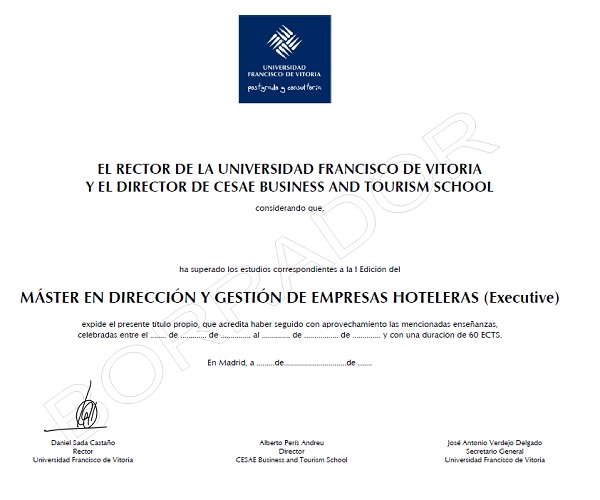 UNIVERSIDAD
FRANCISCO DE VITORIA
postgrado y consultoría
BORRADOR
EL RECTOR DE LA UNIVERSIDAD FRANCISCO DE VITORIA
Y EL DIRECTOR DE CESAE BUSINESS AND TOURISM SCHOOL
considerando que,
ha superado los estudios correspondientes a la I Edición del
MÁSTER EN DIRECCIÓN Y GESTIÓN DE EMPRESAS HOTELERAS (Executive)
expide el presente título propio, que acredita haber seguido con aprovechamiento las mencionadas enseñanzas,
celebradas entre el ....... de ............ de ............. al ............. de ............... de ............. y con una duración de 60 ECTS.
En Madrid, a .........de.................................de .......
Daniel Sada Castaño
Rector
Universidad Francisco de Vitoria
Alberto Peris Andreu
Director
CESAE Business and Tourism School
José Antonio Verdejo Delgado
Secretario General
Universidad Francisco de Vitoria